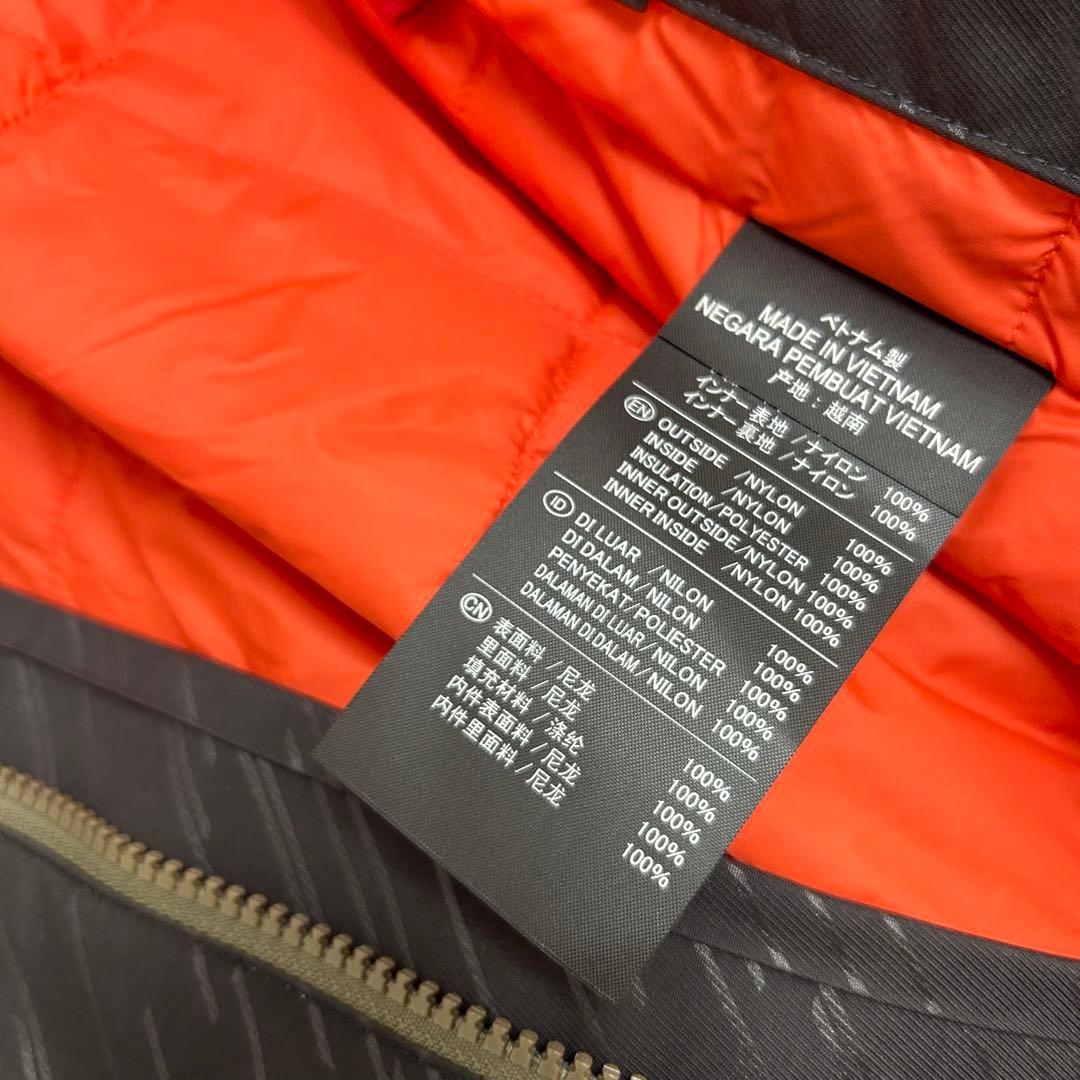 ベトナム製
MADE IN VIETNAM
NEGARA PEMBUAT VIETNAM
产地：越南
インナー 表地 /ナイロン 100%
インナー 裏地 /ナイロン 100%
EN OUTSIDE /NYLON 100%
INSIDE /NYLON 100%
INSULATION/POLYESTER 100%
INNER OUTSIDE/NYLON 100%
INNER INSIDE /NYLON 100%
ID DI LUAR /NILON 100%
DI DALAM /NILON 100%
PENYEKAT/POLIESTER 100%
DALAMAN DI LUAR/NILON 100%
DALAMAN DI DALAM/NILON 100%
CN 表面料/尼龙 100%
里面料/尼龙 100%
填充材料/涤纶 100%
内件表面料/尼龙 100%
内件里面料/尼龙 100%